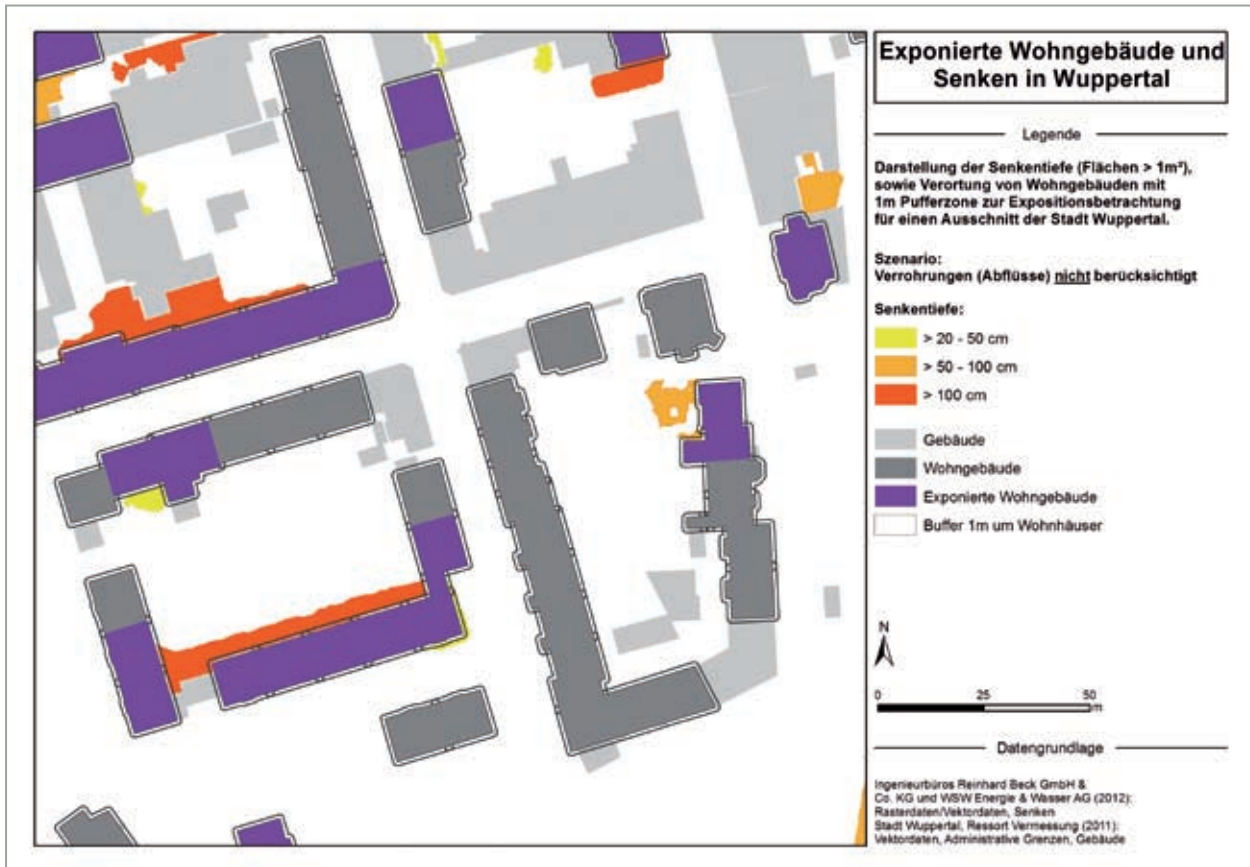 Exponierte Wohngebäude und
Senken in Wuppertal
Legende
Darstellung der Senkentiefe (Flächen > 1m²),
sowie Verortung von Wohngebäuden mit
1m Pufferzone zur Expositionsbetrachtung
für einen Ausschnitt der Stadt Wuppertal.
Szenario:
Verrohrungen (Abflüsse) nicht berücksichtigt
Senkentiefe:
> 20 - 50 cm
> 50 - 100 cm
> 100 cm
Gebäude
Wohngebäude
Exponierte Wohngebäude
Buffer 1m um Wohnhäuser
N
0 25 50
m
Datengrundlage
Ingenieurbüros Reinhard Beck GmbH &
Co. KG und WSW Energie & Wasser AG (2012):
Rasterdaten/Vektordaten, Senken
Stadt Wuppertal, Ressort Vermessung (2011):
Vektordaten, Administrative Grenzen, Gebäude